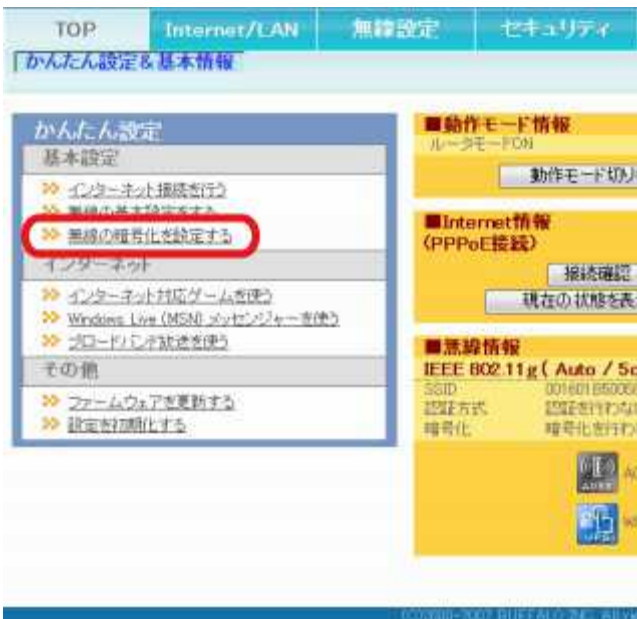 TOP
Internet/LAN
無線設定
セキュリティ
かんたん設定&基本情報
かんたん設定
基本設定
インターネット接続を行う
無線の基本設定をする
無線の暗号化を設定する
インターネット
インターネット対応ゲームを使う
Windows Live (MSN) メッセンジャーを使う
ブロードバンド放送を使う
その他
ファームウェアを更新する
設定を初期化する
■動作モード情報
ルータモードON
動作モード切り
■Internet情報
(PPPoE接続)
接続確認
現在の状態を表
■無線情報
IEEE 802.11g ( Auto / 5c
SSID
認証方式 認証を行わな
暗号化 暗号化を行わ